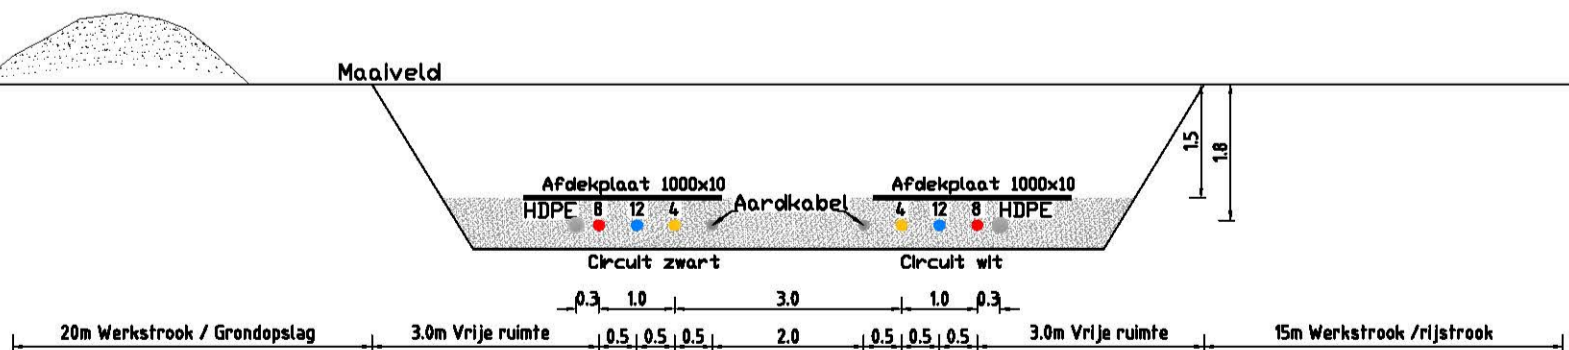 Maaiveld
1.5
1.8
Afdekplaat 1000x10
Afdekplaat 1000x10
HDPE 8 12 4
Aardkabel
4 12 8 HDPE
Circuit zwart
Circuit wit
0.3 1.0 3.0 1.0 0.3
20m Werkstrook / Grondopslag
3.0m Vrije ruimte
0.5 0.5 0.5 2.0 0.5 0.5 0.5
3.0m Vrije ruimte
15m Werkstrook /rijstrook